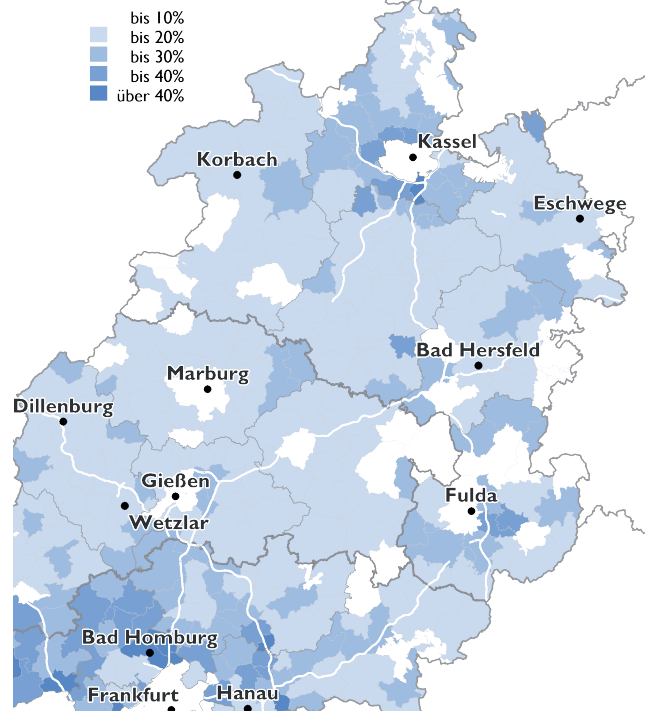 bis 10%
bis 20%
bis 30%
bis 40%
über 40%
Kassel
Korbach
Eschwege
Bad Hersfeld
Marburg
Dillenburg
Gießen
Fulda
Wetzlar
Bad Homburg
Frankfurt
Hanau